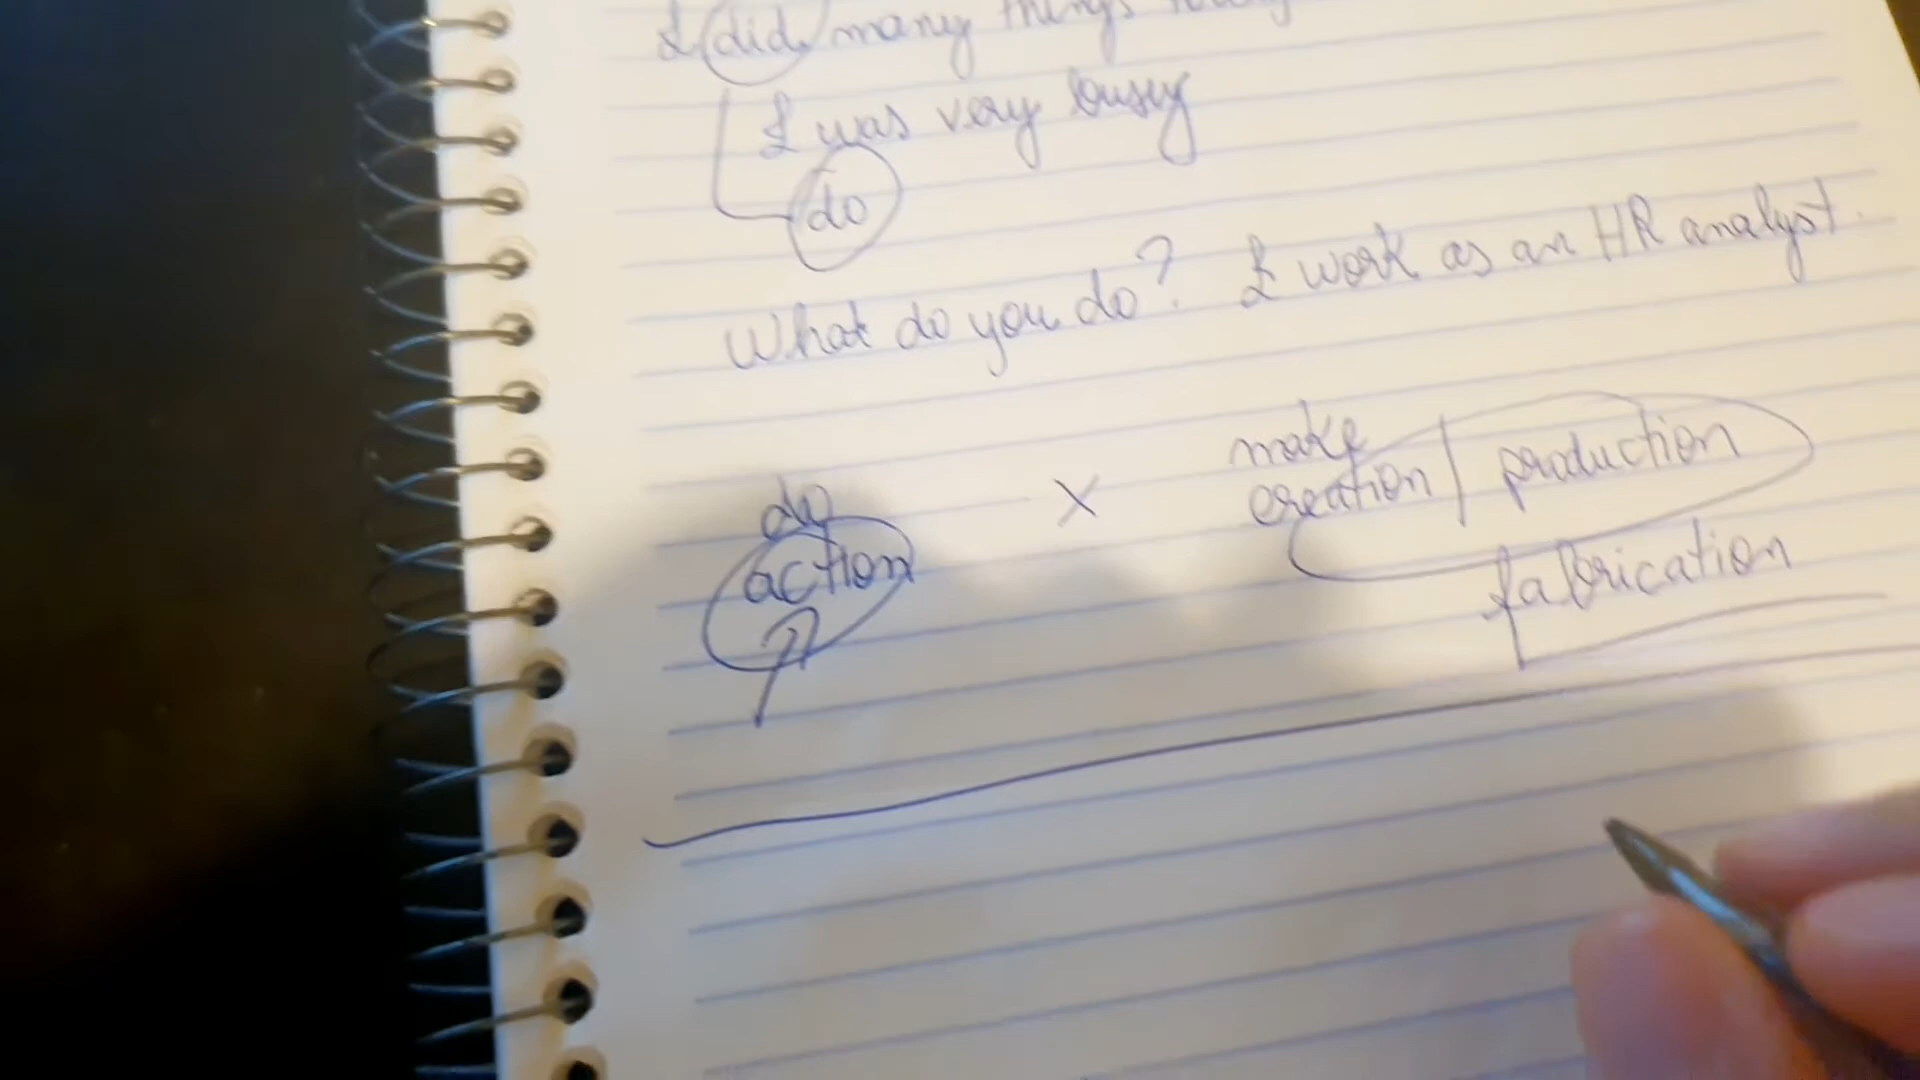 I did many things today
I was very busy
do
What do you do? I work as an HR analyst.
do X make
action creation / production
fabrication